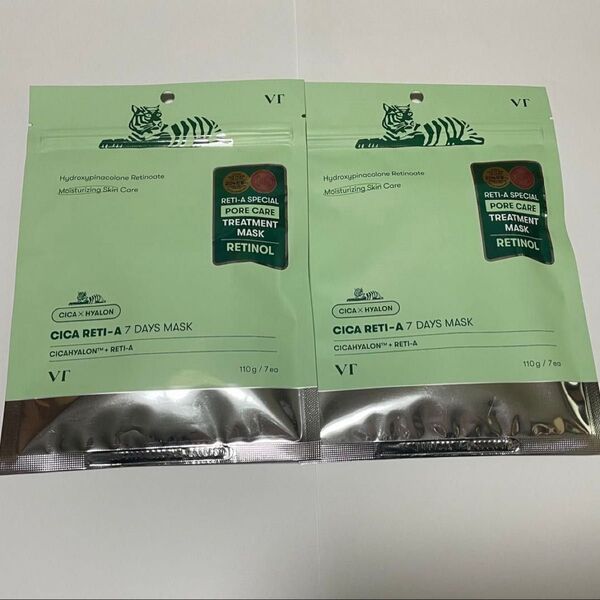 VT
Hydroxypinacolone Retinoate
Moisturizing Skin Care
RETI-A SPECIAL
PORE CARE
TREATMENT
MASK
RETINOL
CICA × HYALON
CICA RETI-A 7 DAYS MASK
CICAHYALON™ + RETI-A
VT
110g / 7ea
VT
Hydroxypinacolone Retinoate
Moisturizing Skin Care
RETI-A SPECIAL
PORE CARE
TREATMENT
MASK
RETINOL
CICA × HYALON
CICA RETI-A 7 DAYS MASK
CICAHYALON™ + RETI-A
VT
110g / 7ea